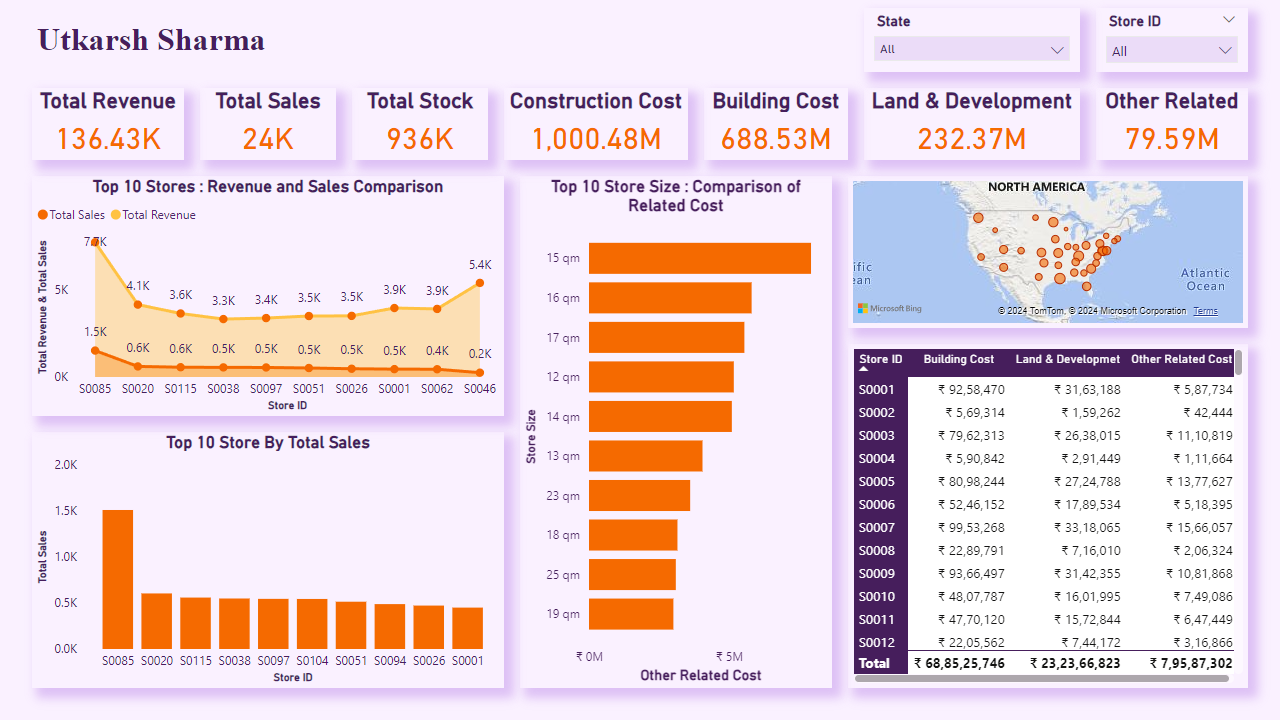 Utkarsh Sharma
State
All
Store ID
All
Total Revenue
136.43K
Total Sales
24K
Total Stock
936K
Construction Cost
1,000.48M
Building Cost
688.53M
Land & Development
232.37M
Other Related
79.59M
Top 10 Stores : Revenue and Sales Comparison
Total Sales Total Revenue
Total Revenue & Total Sales
5K
0K
7.7K 4.1K 3.6K 3.3K 3.4K 3.5K 3.5K 3.9K 3.9K 5.4K
1.5K 0.6K 0.6K 0.5K 0.5K 0.5K 0.5K 0.5K 0.4K 0.2K
S0085 S0020 S0115 S0038 S0097 S0051 S0026 S0001 S0062 S0046
Store ID
Top 10 Store By Total Sales
Total Sales
2.0K
1.5K
1.0K
0.5K
0.0K
S0085 S0020 S0115 S0038 S0097 S0104 S0051 S0094 S0026 S0001
Store ID
Top 10 Store Size : Comparison of
Related Cost
Store Size
15 qm
16 qm
17 qm
12 qm
14 qm
13 qm
23 qm
18 qm
25 qm
19 qm
₹ 0M ₹ 5M
Other Related Cost
NORTH AMERICA
ific
Ocean
Atlantic
Ocean
Microsoft Bing
© 2024 TomTom, © 2024 Microsoft Corporation Terms
Store ID Building Cost Land & Developmet Other Related Cost
S0001 ₹ 92,58,470 ₹ 31,63,188 ₹ 5,87,734
S0002 ₹ 5,69,314 ₹ 1,59,262 ₹ 42,444
S0003 ₹ 79,62,313 ₹ 26,38,015 ₹ 11,10,819
S0004 ₹ 5,90,842 ₹ 2,91,449 ₹ 1,11,664
S0005 ₹ 80,98,244 ₹ 27,24,788 ₹ 13,77,627
S0006 ₹ 52,46,152 ₹ 17,89,534 ₹ 5,18,395
S0007 ₹ 99,53,268 ₹ 33,18,065 ₹ 15,66,057
S0008 ₹ 22,89,791 ₹ 7,16,010 ₹ 2,06,324
S0009 ₹ 93,66,497 ₹ 31,42,355 ₹ 10,81,868
S0010 ₹ 48,07,787 ₹ 16,01,995 ₹ 7,49,086
S0011 ₹ 47,70,120 ₹ 15,72,844 ₹ 6,47,449
S0012 ₹ 22,05,562 ₹ 7,44,172 ₹ 3,16,866
Total ₹ 68,85,25,746 ₹ 23,23,66,823 ₹ 7,95,87,302